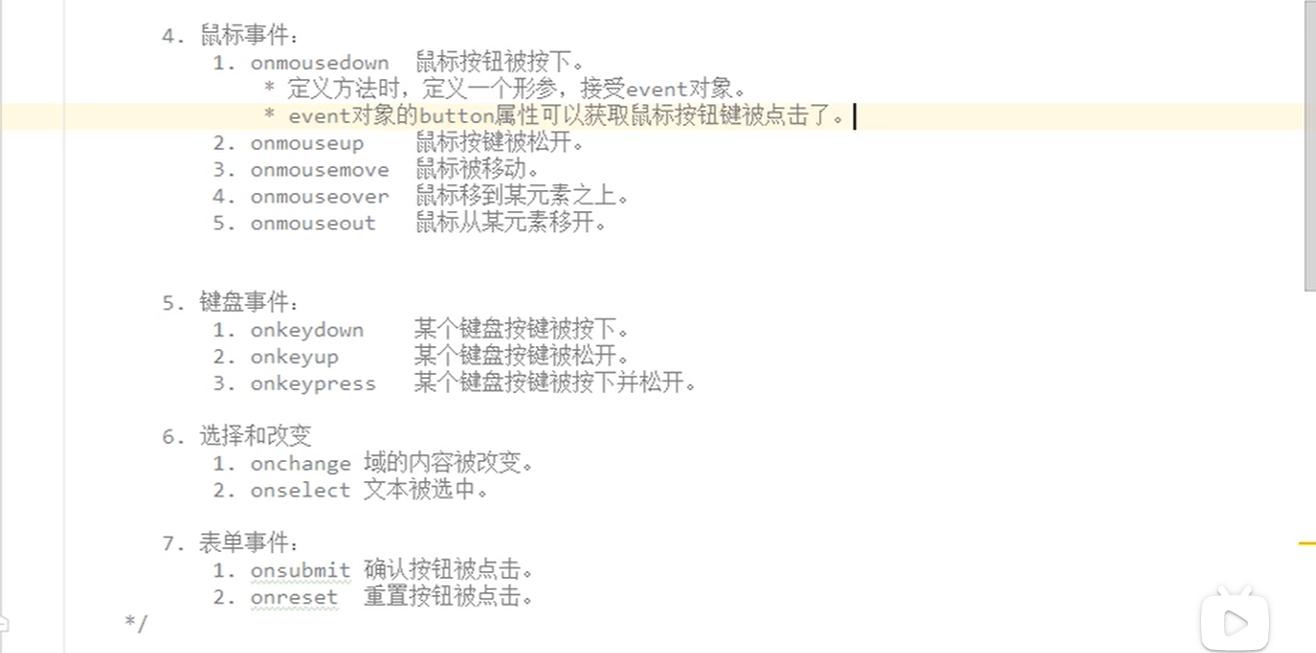 4. 鼠标事件：
1. onmousedown 鼠标按钮被按下。
* 定义方法时，定义一个形参，接受event对象。
* event对象的button属性可以获取鼠标按钮键被点击了。
2. onmouseup 鼠标按键被松开。
3. onmousemove 鼠标被移动。
4. onmouseover 鼠标移到某元素之上。
5. onmouseout 鼠标从某元素移开。
5. 键盘事件：
1. onkeydown 某个键盘按键被按下。
2. onkeyup 某个键盘按键被松开。
3. onkeypress 某个键盘按键被按下并松开。
6. 选择和改变
1. onchange 域的内容被改变。
2. onselect 文本被选中。
7. 表单事件：
1. onsubmit 确认按钮被点击。
2. onreset 重置按钮被点击。
*/